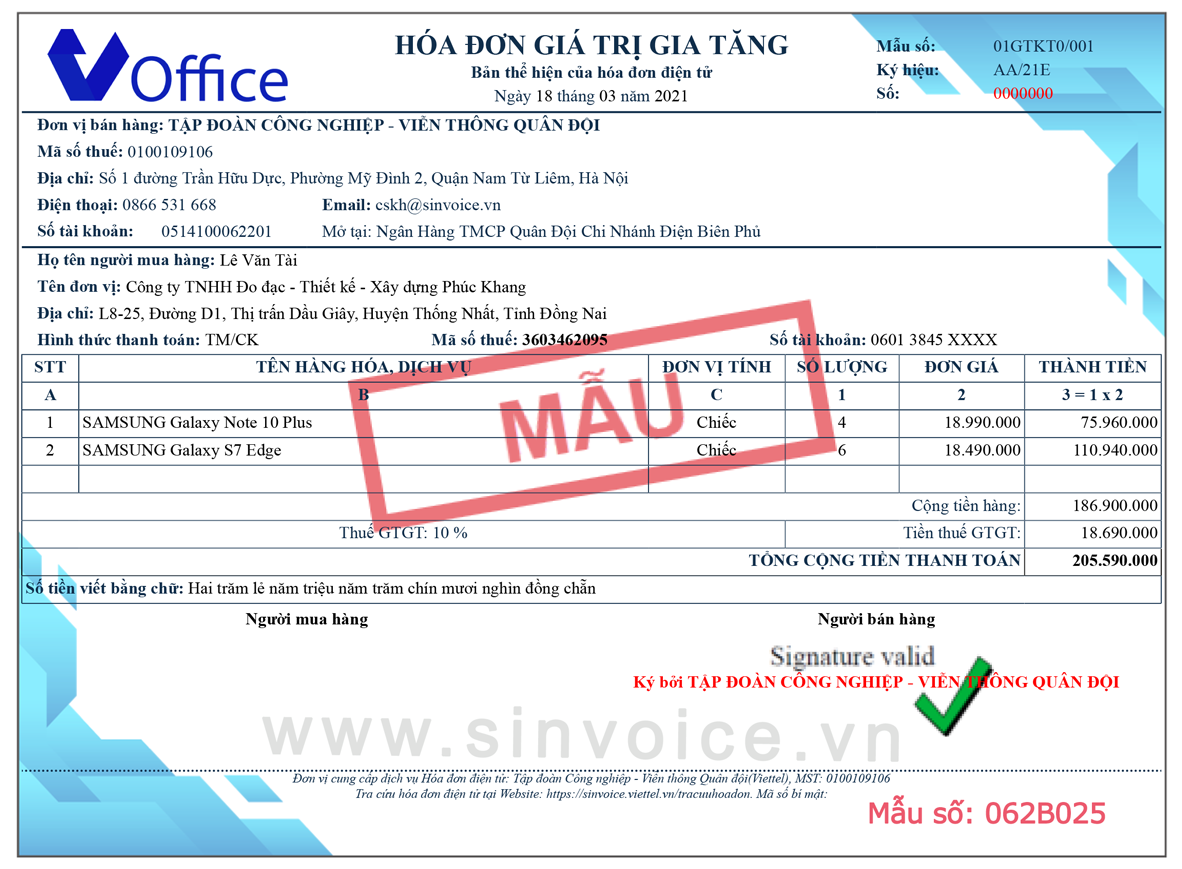 Office
HÓA ĐƠN GIÁ TRỊ GIA TĂNG
Bản thể hiện của hóa đơn điện tử
Ngày 18 tháng 03 năm 2021
Mẫu số: 01GTKT0/001
Ký hiệu: AA/21E
Số: 0000000
Đơn vị bán hàng: TẬP ĐOÀN CÔNG NGHIỆP - VIỄN THÔNG QUÂN ĐỘI
Mã số thuế: 0100109106
Địa chỉ: Số 1 đường Trần Hữu Dực, Phường Mỹ Đình 2, Quận Nam Từ Liêm, Hà Nội
Điện thoại: 0866 531 668 Email: cskh@sinvoice.vn
Số tài khoản: 0514100062201 Mở tại: Ngân Hàng TMCP Quân Đội Chi Nhánh Điện Biên Phủ
Họ tên người mua hàng: Lê Văn Tài
Tên đơn vị: Công ty TNHH Đo đạc - Thiết kế - Xây dựng Phúc Khang
Địa chỉ: L8-25, Đường D1, Thị trấn Dầu Giây, Huyện Thống Nhất, Tỉnh Đồng Nai
Hình thức thanh toán: TM/CK Mã số thuế: 3603462095 Số tài khoản: 0601 3845 XXXX
STT TÊN HÀNG HÓA, DỊCH VỤ ĐƠN VỊ TÍNH SỐ LƯỢNG ĐƠN GIÁ THÀNH TIỀN
A B C 1 2 3 = 1 x 2
1 SAMSUNG Galaxy Note 10 Plus Chiếc 4 18.990.000 75.960.000
2 SAMSUNG Galaxy S7 Edge Chiếc 6 18.490.000 110.940.000
MẪU
Cộng tiền hàng: 186.900.000
Thuế GTGT: 10 % Tiền thuế GTGT: 18.690.000
TỔNG CỘNG TIỀN THANH TOÁN 205.590.000
Số tiền viết bằng chữ: Hai trăm lẻ năm triệu năm trăm chín mươi nghìn đồng chẵn
Người mua hàng Người bán hàng
Signature valid
Ký bởi TẬP ĐOÀN CÔNG NGHIỆP - VIỄN THÔNG QUÂN ĐỘI
www.sinvoice.vn
Đơn vị cung cấp dịch vụ Hóa đơn điện tử: Tập đoàn Công nghiệp - Viễn thông Quân đội(Viettel), MST: 0100109106
Tra cứu hóa đơn điện tử tại Website: https://sinvoice.viettel.vn/tracuuhoadon. Mã số bí mật:
Mẫu số: 062B025